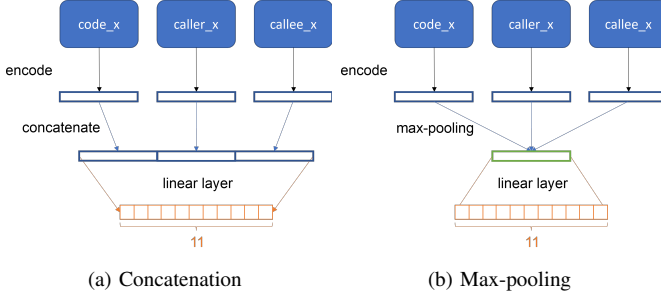 code_x caller_x callee_x
encode
concatenate
linear layer
11
(a) Concatenation
code_x caller_x callee_x
encode
max-pooling
linear layer
11
(b) Max-pooling